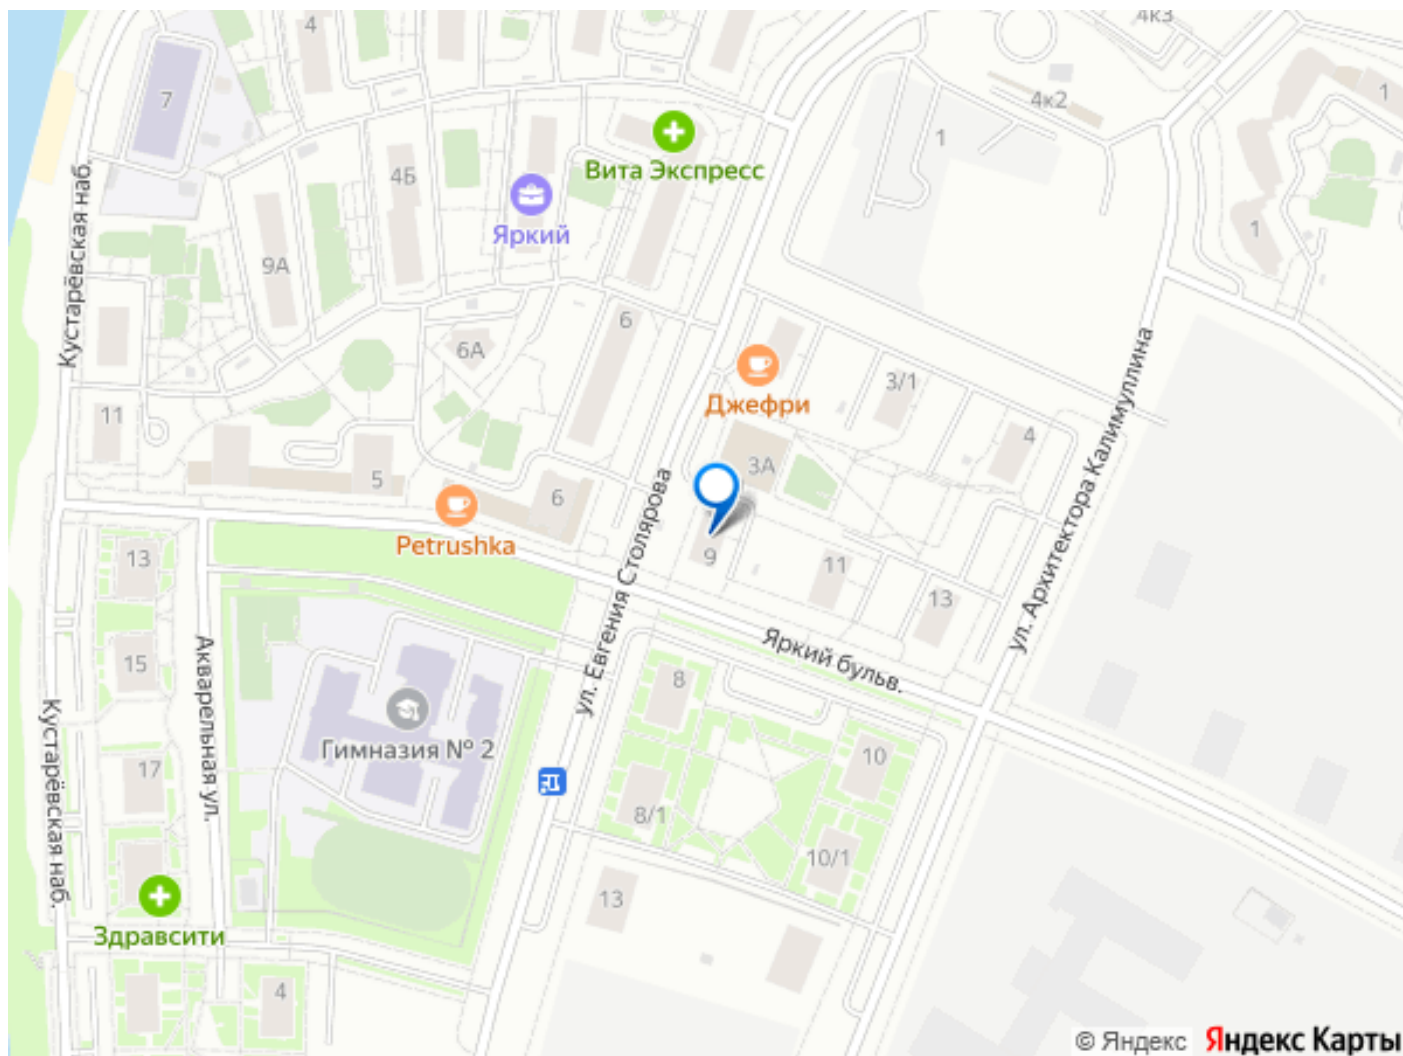 4
4к3
7
4к2
1
1
Вита Экспресс
4Б
Яркий
1
9А
Кустарёвская наб.
6
6А
Джефри
3/1
4
11
ул. Архитектора Калимуллина
5
3А
6
Petrushka
ул. Евгения Столярова
9
11
13
13
15
Акварельная ул.
Яркий бульв.
8
Гимназия № 2
10
17
Кустарёвская наб.
8/1
10/1
13
Здравсити
4
© Яндекс Яндекс Карты